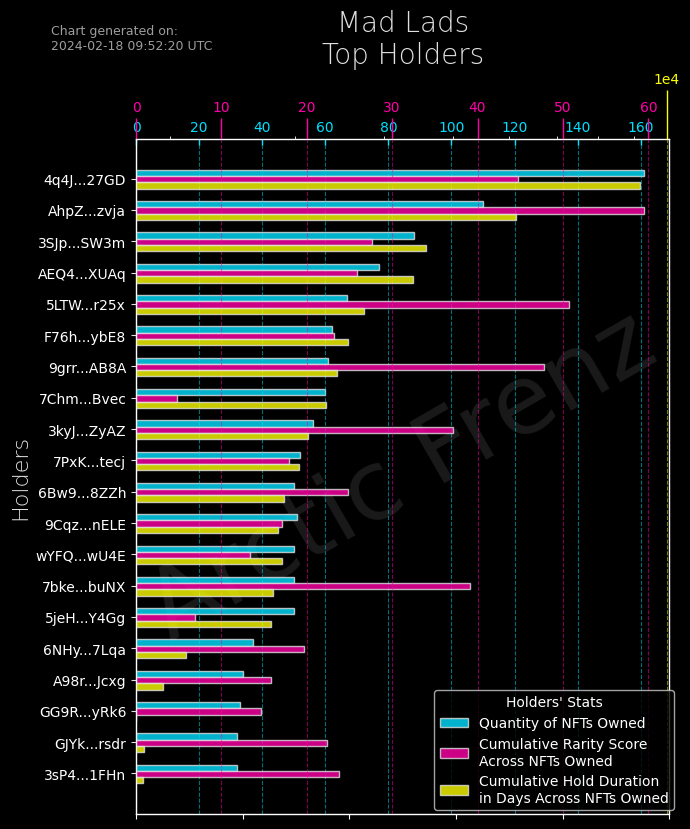 Chart generated on:
2024-02-18 09:52:20 UTC
Mad Lads
Top Holders
1e4
0 10 20 30 40 50 60
0 20 40 60 80 100 120 140 160
4q4J...27GD
AhpZ...zvja
3SJp...SW3m
AEQ4...XUAq
5LTW...r25x
F76h...ybE8
9grr...AB8A
7Chm...Bvec
3kyJ...ZyAZ
7PxK...tecj
6Bw9...8ZZh
9Cqz...nELE
wYFQ...wU4E
7bke...buNX
5jeH...Y4Gg
6NHy...7Lqa
A98r...Jcxg
GG9R...yRk6
GJYk...rsdr
3sP4...1FHn
Holders
Arctic Frenz
Holders' Stats
Quantity of NFTs Owned
Cumulative Rarity Score
Across NFTs Owned
Cumulative Hold Duration
in Days Across NFTs Owned